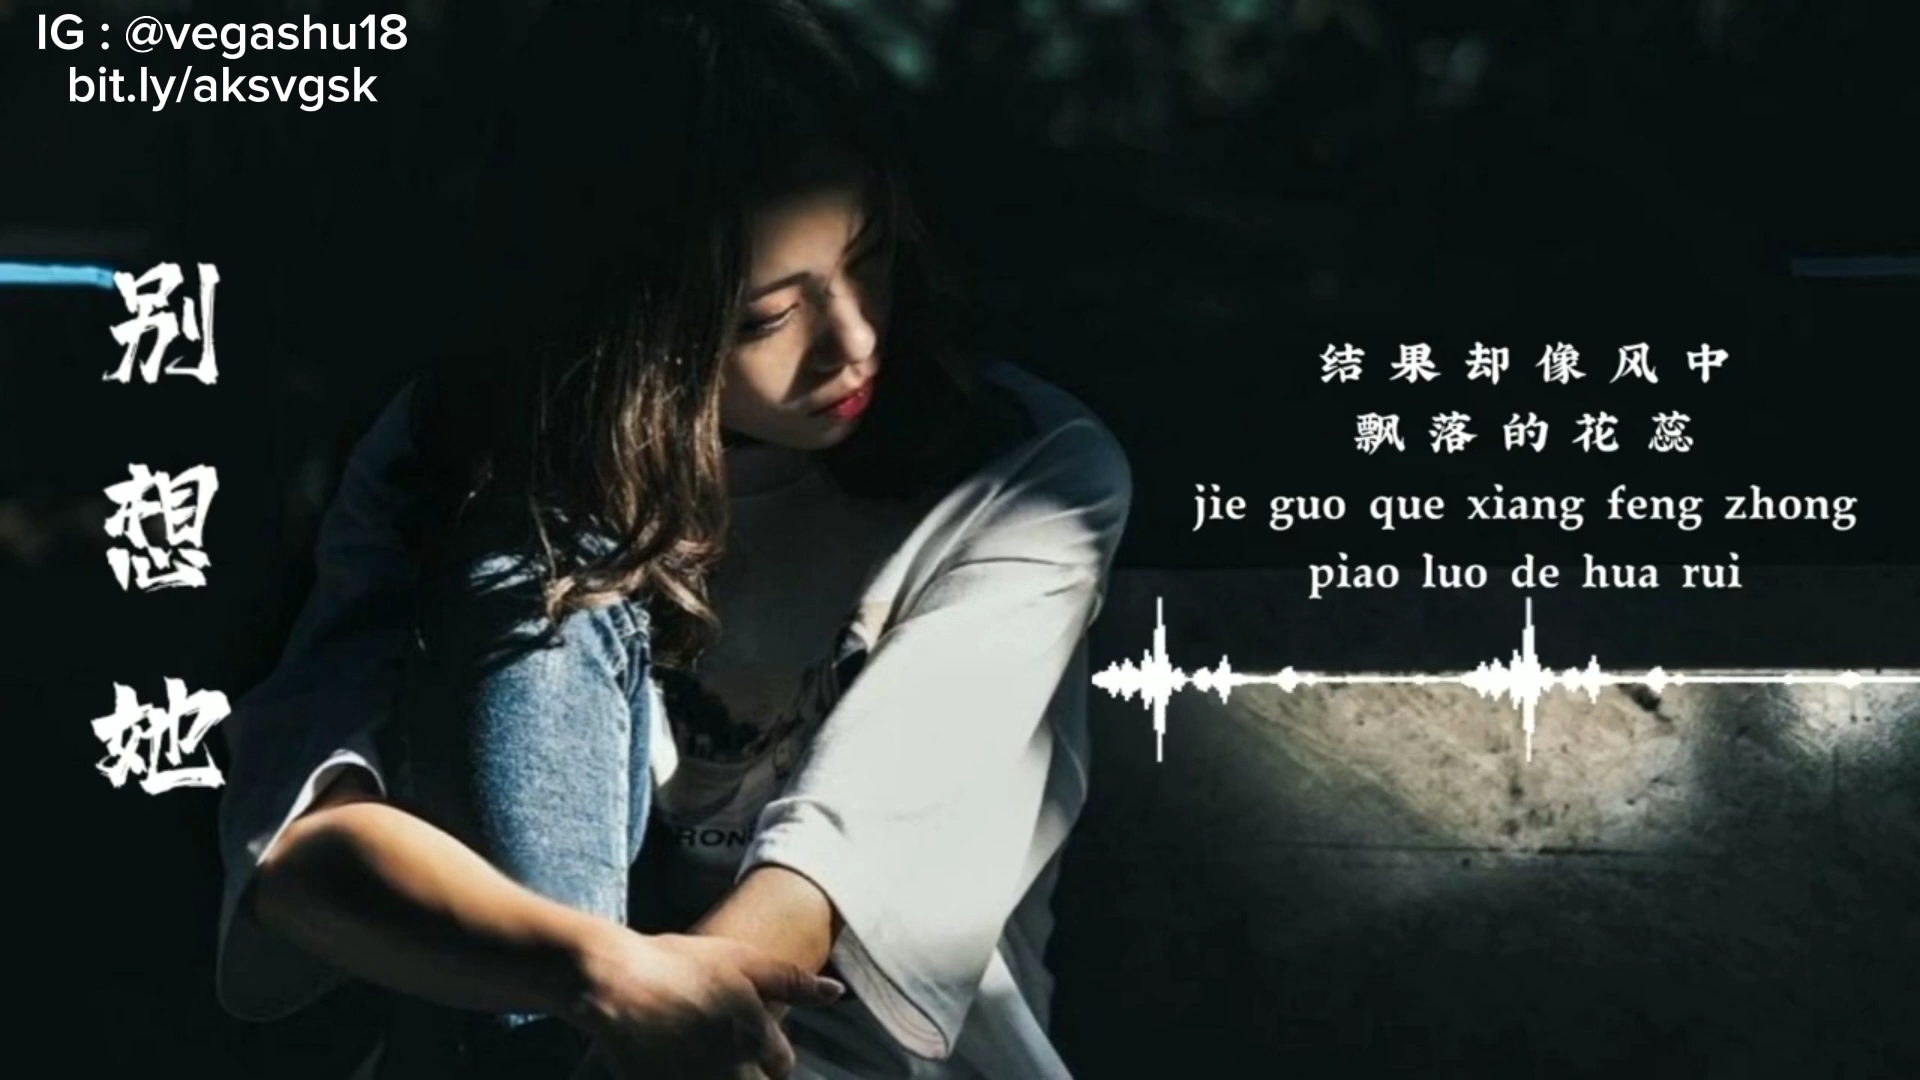 IG : @vegashu18
bit.ly/aksvgsk
别想她
结果却像风中
飘落的花蕊
jie guo que xiang feng zhong
piao luo de hua rui